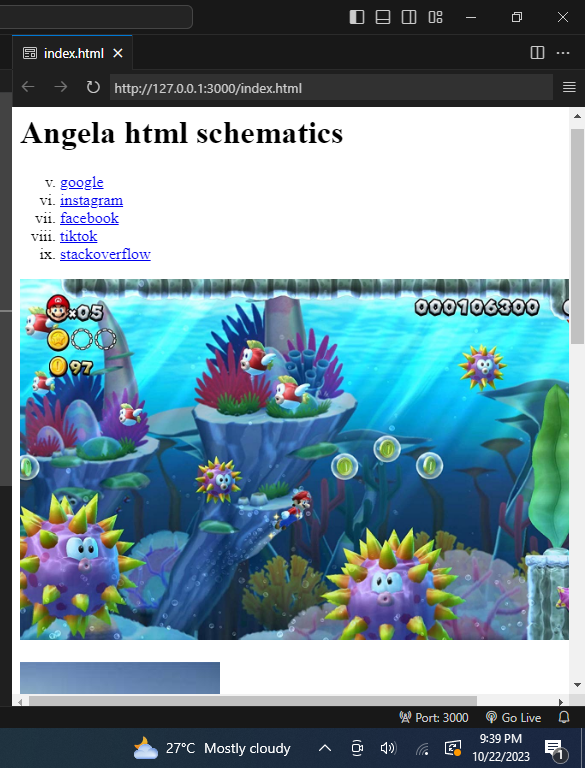 index.html
http://127.0.0.1:3000/index.html
Angela html schematics
v. google
vi. instagram
vii. facebook
viii. tiktok
ix. stackoverflow
×05
000106300
97
Port: 3000 Go Live
27°C Mostly cloudy
9:39 PM
10/22/2023
1